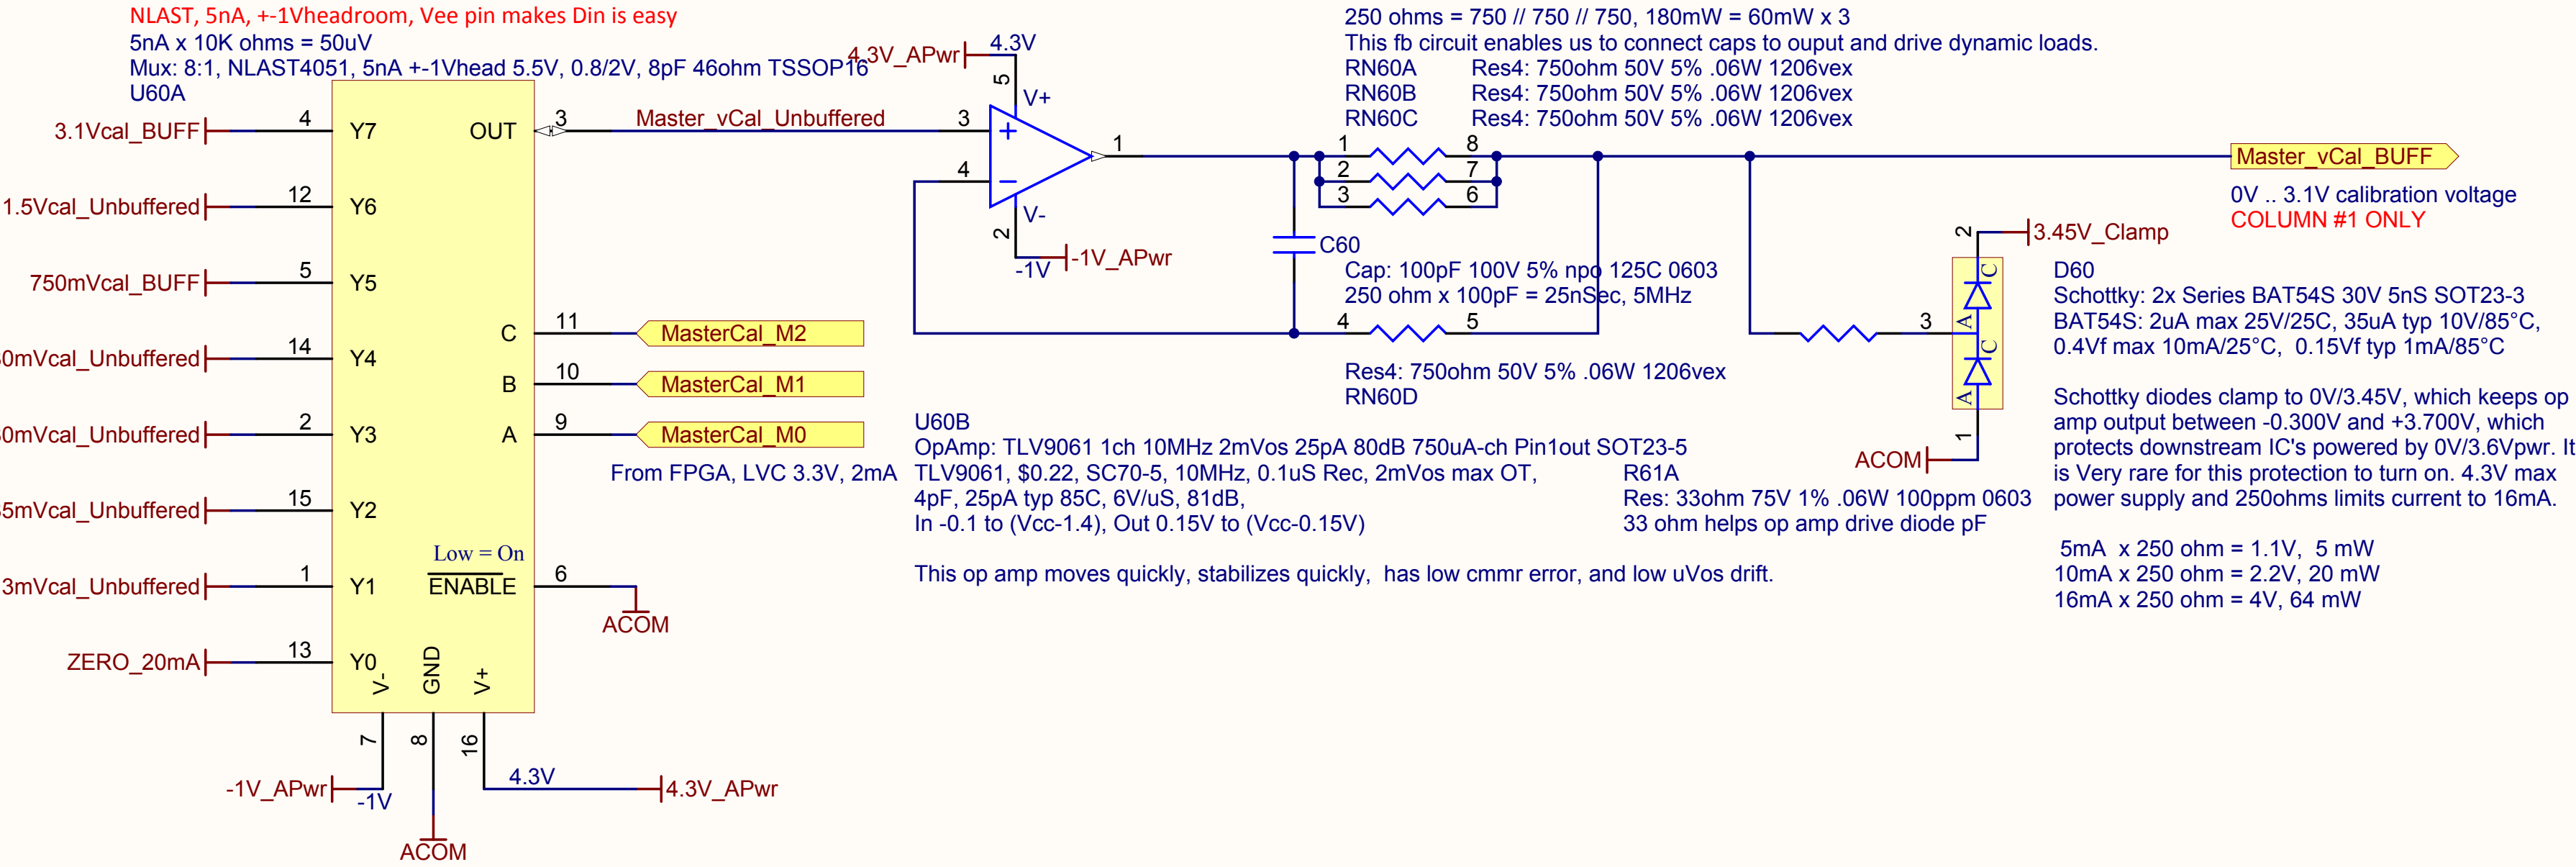 NLAST, 5nA, +-1Vheadroom, Vee pin makes Din is easy
5nA x 10K ohms = 50uV
Mux: 8:1, NLAST4051, 5nA +-1Vhead 5.5V, 0.8/2V, 8pF 46ohm TSSOP16
U60A
3.1Vcal_BUFF
4
Y7
OUT
3
Master_vCal_Unbuffered
1.5Vcal_Unbuffered
12
Y6
750mVcal_BUFF
5
Y5
0mVcal_Unbuffered
14
Y4
C
11
MasterCal_M2
B
10
MasterCal_M1
0mVcal_Unbuffered
2
Y3
A
9
MasterCal_M0
From FPGA, LVC 3.3V, 2mA
5mVcal_Unbuffered
15
Y2
Low = On
3mVcal_Unbuffered
1
Y1
ENABLE
6
ACOM
ZERO_20mA
13
Y0
V-
GND
V+
7
8
16
-1V_APwr
-1V
4.3V
4.3V_APwr
ACOM
4.3V_APwr
4.3V
5
V+
3
+
1
4
−
V-
2
-1V
-1V_APwr
250 ohms = 750 // 750 // 750, 180mW = 60mW x 3
This fb circuit enables us to connect caps to ouput and drive dynamic loads.
RN60A Res4: 750ohm 50V 5% .06W 1206vex
RN60B Res4: 750ohm 50V 5% .06W 1206vex
RN60C Res4: 750ohm 50V 5% .06W 1206vex
1
8
2
7
3
6
C60
Cap: 100pF 100V 5% npo 125C 0603
250 ohm x 100pF = 25nSec, 5MHz
4
5
Res4: 750ohm 50V 5% .06W 1206vex
RN60D
U60B
OpAmp: TLV9061 1ch 10MHz 2mVos 25pA 80dB 750uA-ch Pin1out SOT23-5
TLV9061, $0.22, SC70-5, 10MHz, 0.1uS Rec, 2mVos max OT,
4pF, 25pA typ 85C, 6V/uS, 81dB,
In -0.1 to (Vcc-1.4), Out 0.15V to (Vcc-0.15V)
This op amp moves quickly, stabilizes quickly, has low cmmr error, and low uVos drift.
R61A
Res: 33ohm 75V 1% .06W 100ppm 0603
33 ohm helps op amp drive diode pF
Master_vCal_BUFF
0V .. 3.1V calibration voltage
COLUMN #1 ONLY
2
3.45V_Clamp
C
A
3
C
A
1
ACOM
D60
Schottky: 2x Series BAT54S 30V 5nS SOT23-3
BAT54S: 2uA max 25V/25C, 35uA typ 10V/85°C,
0.4Vf max 10mA/25°C, 0.15Vf typ 1mA/85°C
Schottky diodes clamp to 0V/3.45V, which keeps op
amp output between -0.300V and +3.700V, which
protects downstream IC's powered by 0V/3.6Vpwr. It
is Very rare for this protection to turn on. 4.3V max
power supply and 250ohms limits current to 16mA.
5mA x 250 ohm = 1.1V, 5 mW
10mA x 250 ohm = 2.2V, 20 mW
16mA x 250 ohm = 4V, 64 mW